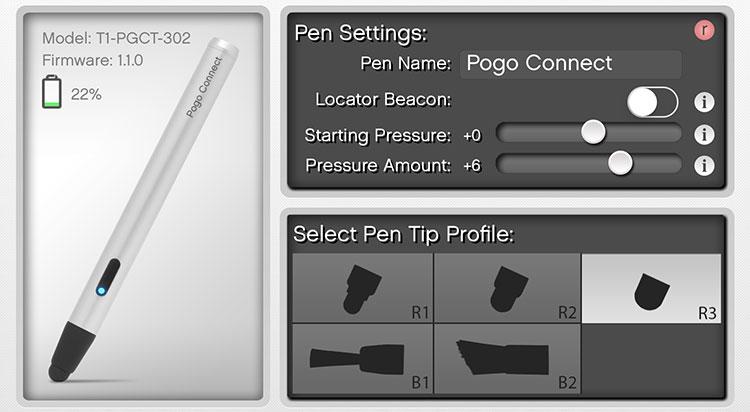 Model: T1-PGCT-302
Firmware: 1.1.0
22%
Pogo Connect
Pen Settings:
r
Pen Name: Pogo Connect
Locator Beacon:
i
Starting Pressure: +0
i
Pressure Amount: +6
i
Select Pen Tip Profile:
R1 R2 R3
B1 B2